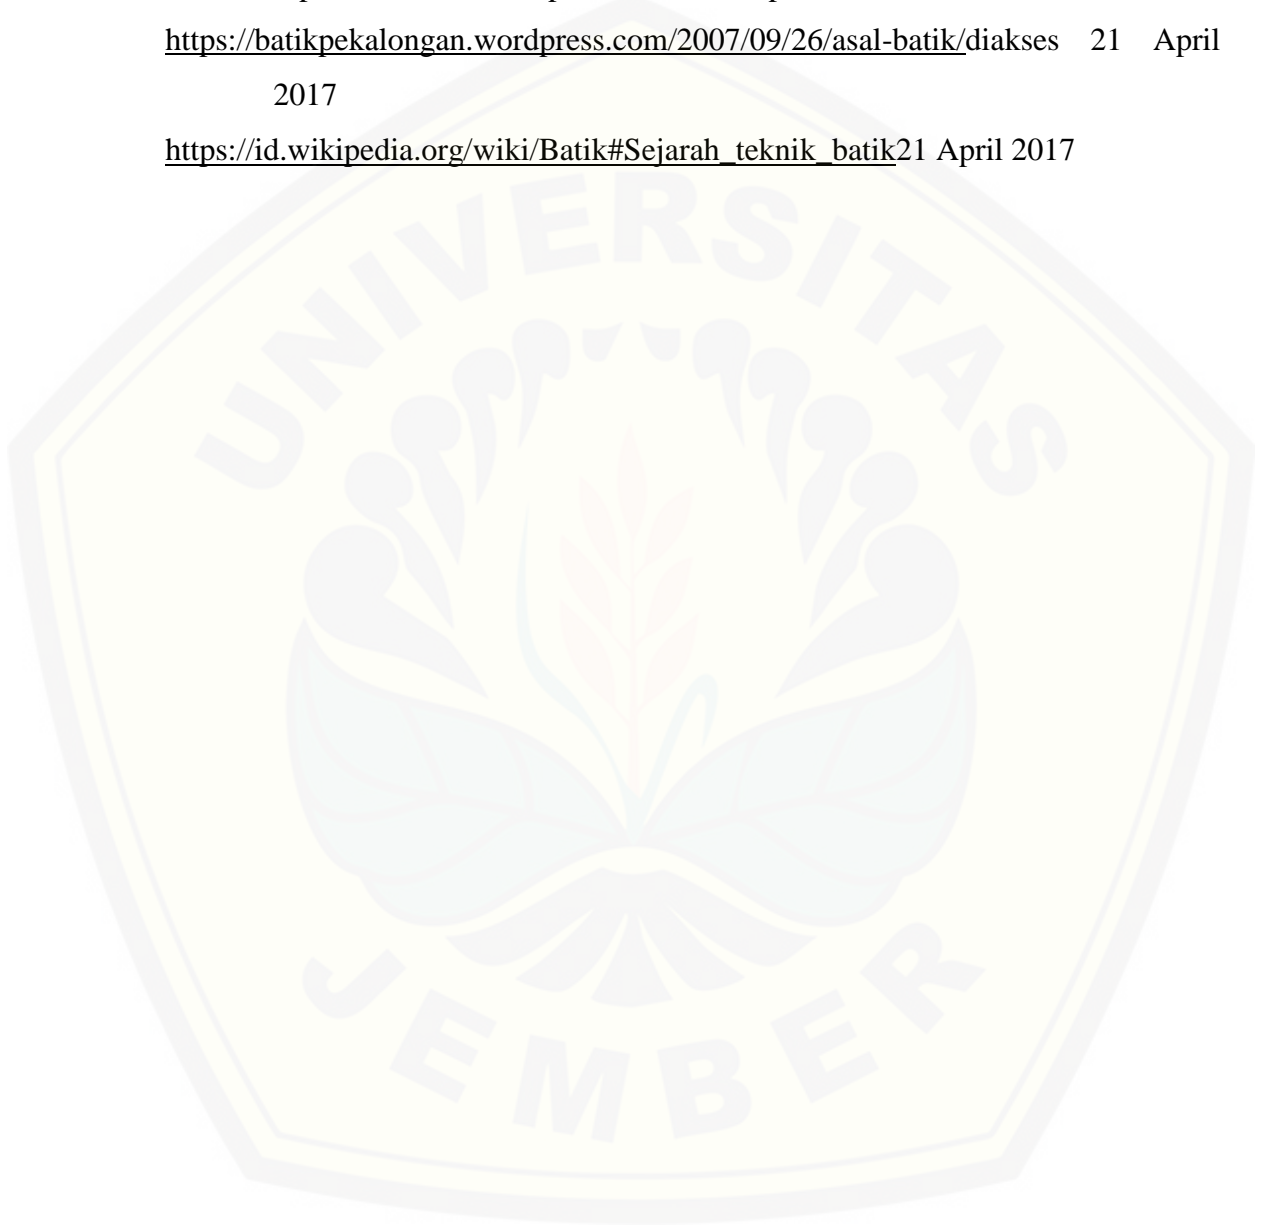 https://batikpekalongan.wordpress.com/2007/09/26/asal-batik/diakses 21 April
2017
https://id.wikipedia.org/wiki/Batik#Sejarah_teknik_batik21 April 2017
UNIVERSITAS
JEMBER